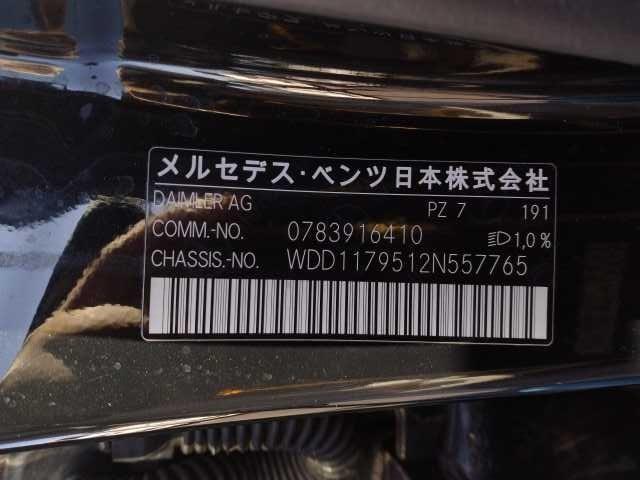 メルセデス・ベンツ日本株式会社
DAIMLER AG PZ 7 191
COMM.-NO. 0783916410 1,0%
CHASSIS.-NO. WDD1179512N557765